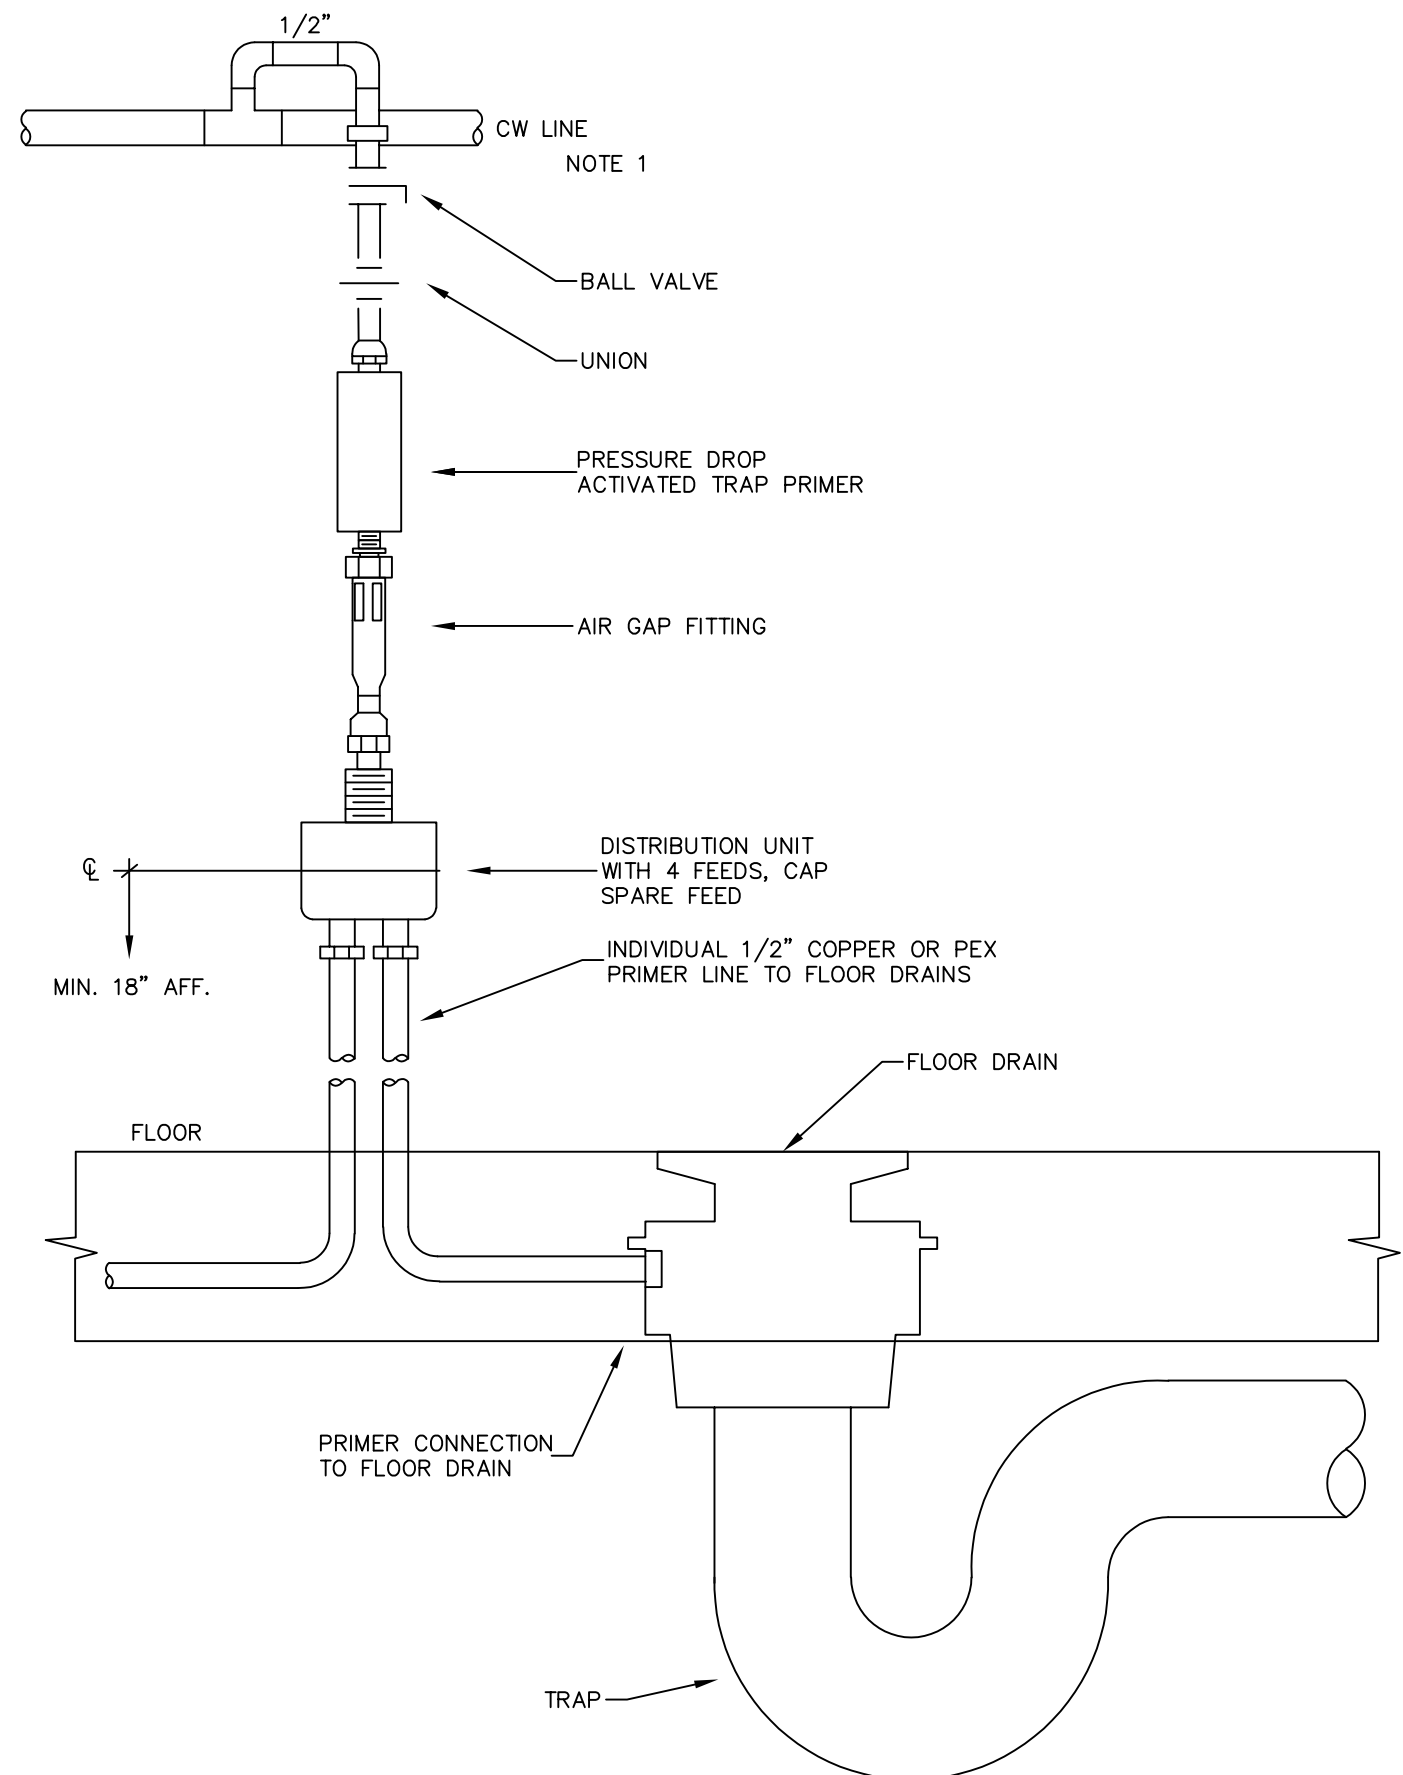 1/2”
CW LINE
NOTE 1
BALL VALVE
UNION
PRESSURE DROP
ACTIVATED TRAP PRIMER
AIR GAP FITTING
DISTRIBUTION UNIT
WITH 4 FEEDS, CAP
SPARE FEED
℄
MIN. 18” AFF.
INDIVIDUAL 1/2” COPPER OR PEX
PRIMER LINE TO FLOOR DRAINS
FLOOR DRAIN
FLOOR
PRIMER CONNECTION
TO FLOOR DRAIN
TRAP